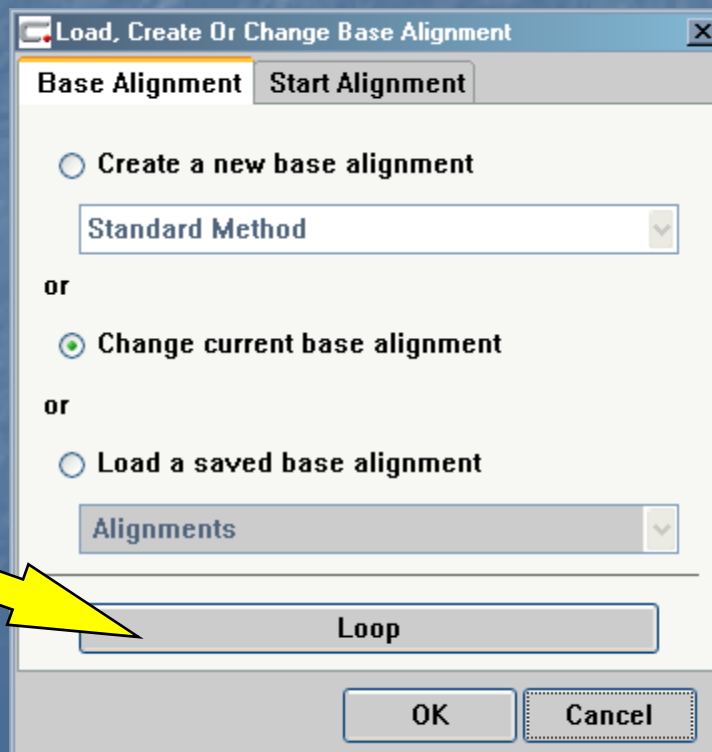 Load, Create Or Change Base Alignment
Base Alignment Start Alignment
Create a new base alignment
Standard Method
or
Change current base alignment
or
Load a saved base alignment
Alignments
Loop
OK Cancel